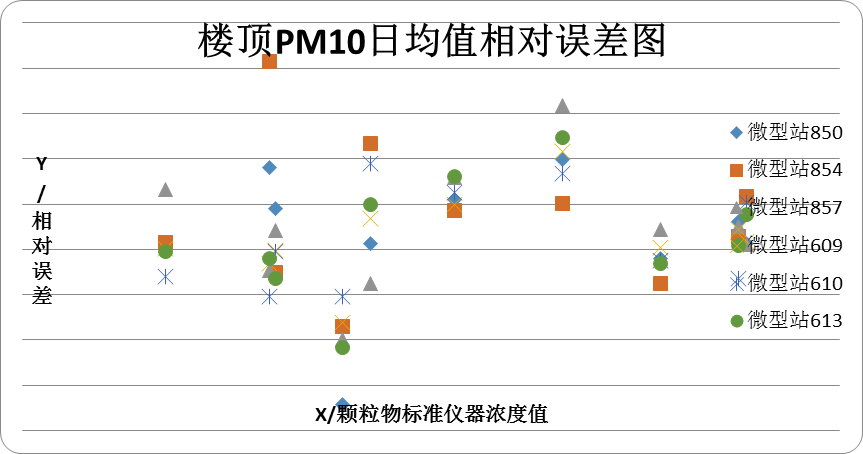 楼顶PM10日均值相对误差图
Y
/
相
对
误
差
微型站850
微型站854
微型站857
微型站609
微型站610
微型站613
X/颗粒物标准仪器浓度值